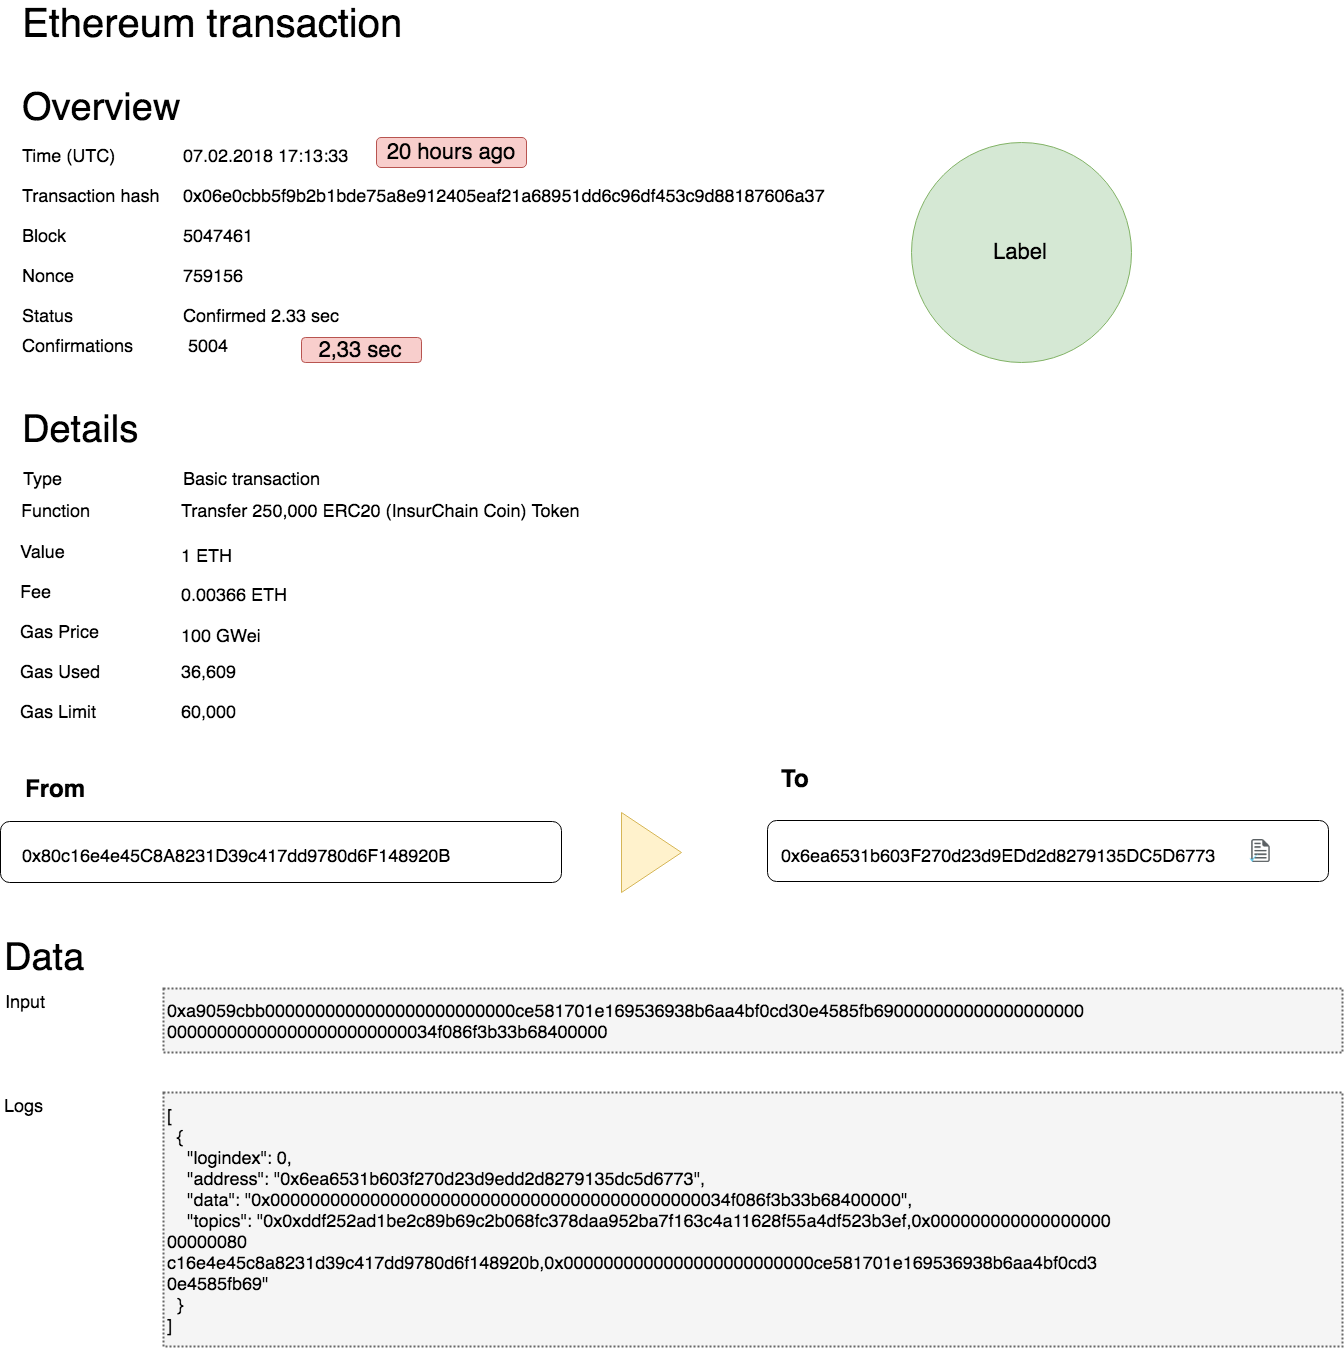 Ethereum transaction
Overview
Time (UTC) 07.02.2018 17:13:33 20 hours ago
Transaction hash 0x06e0cbb5f9b2b1bde75a8e912405eaf21a68951dd6c96df453c9d88187606a37
Block 5047461
Label
Nonce 759156
Status Confirmed 2.33 sec
Confirmations 5004 2,33 sec
Details
Type Basic transaction
Function Transfer 250,000 ERC20 (InsurChain Coin) Token
Value 1 ETH
Fee 0.00366 ETH
Gas Price 100 GWei
Gas Used 36,609
Gas Limit 60,000
From To
0x80c16e4e45C8A8231D39c417dd9780d6F148920B 0x6ea6531b603F270d23d9EDd2d8279135DC5D6773
Data
Input 0xa9059cbb000000000000000000000000ce581701e169536938b6aa4bf0cd30e4585fb690000000000000000000
00000000000000000000000034f086f3b33b68400000
Logs
[
{
"logindex": 0,
"address": "0x6ea6531b603f270d23d9edd2d8279135dc5d6773",
"data": "0x00000000000000000000000000000000000000000000034f086f3b33b68400000",
"topics": "0x0xddf252ad1be2c89b69c2b068fc378daa952ba7f163c4a11628f55a4df523b3ef,0x0000000000000000
00000080
c16e4e45c8a8231d39c417dd9780d6f148920b,0x000000000000000000000000ce581701e169536938b6aa4bf0cd3
0e4585fb69"
}
]